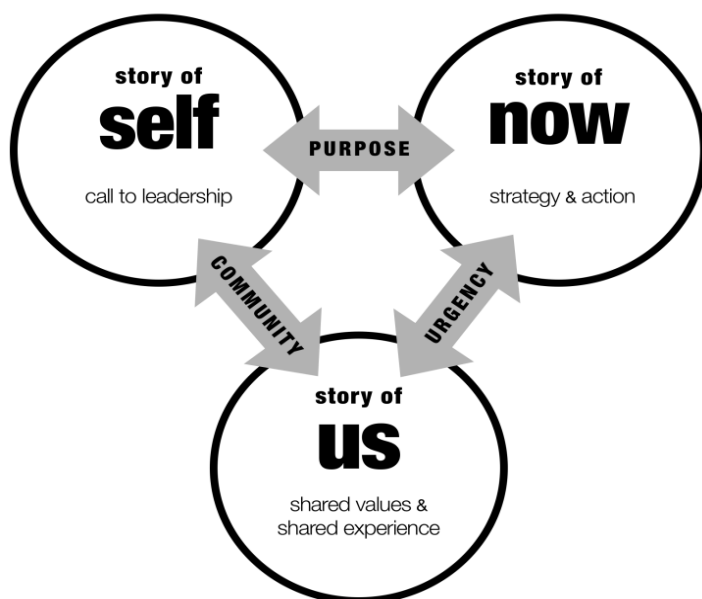 story of
self
call to leadership
PURPOSE
story of
now
strategy & action
COMMUNITY
URGENCY
story of
us
shared values &
shared experience